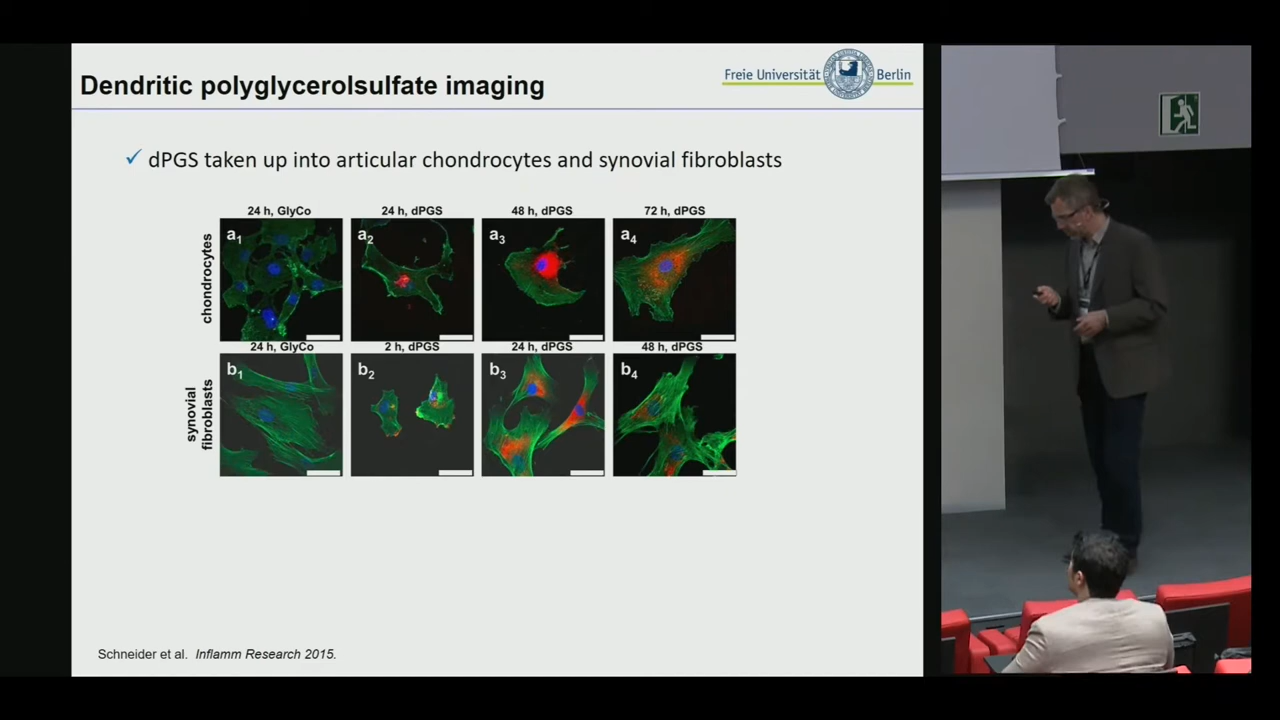 Dendritic polyglycerolsulfate imaging
Freie Universität Berlin
✓ dPGS taken up into articular chondrocytes and synovial fibroblasts
24 h, GlyCo 24 h, dPGS 48 h, dPGS 72 h, dPGS
chondrocytes
a1 a2 a3 a4
24 h, GlyCo 2 h, dPGS 24 h, dPGS 48 h, dPGS
synovial
fibroblasts
b1 b2 b3 b4
Schneider et al. Inflamm Research 2015.